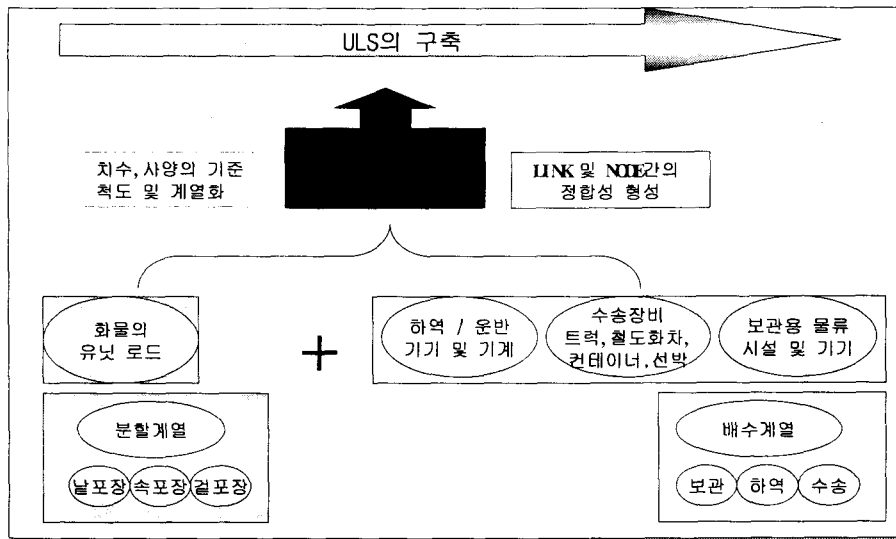 ULS의 구축
치수,사양의 기준
척도 및 계열화
LINK 및 NODE간의
정합성 형성
화물의
유닛 로드
+
하역 / 운반
기기 및 기계
수송장비
트럭,철도화차,
컨테이너,선박
보관용 물류
시설 및 기기
분할계열
낱포장 속포장 겉포장
배수계열
보관 하역 수송